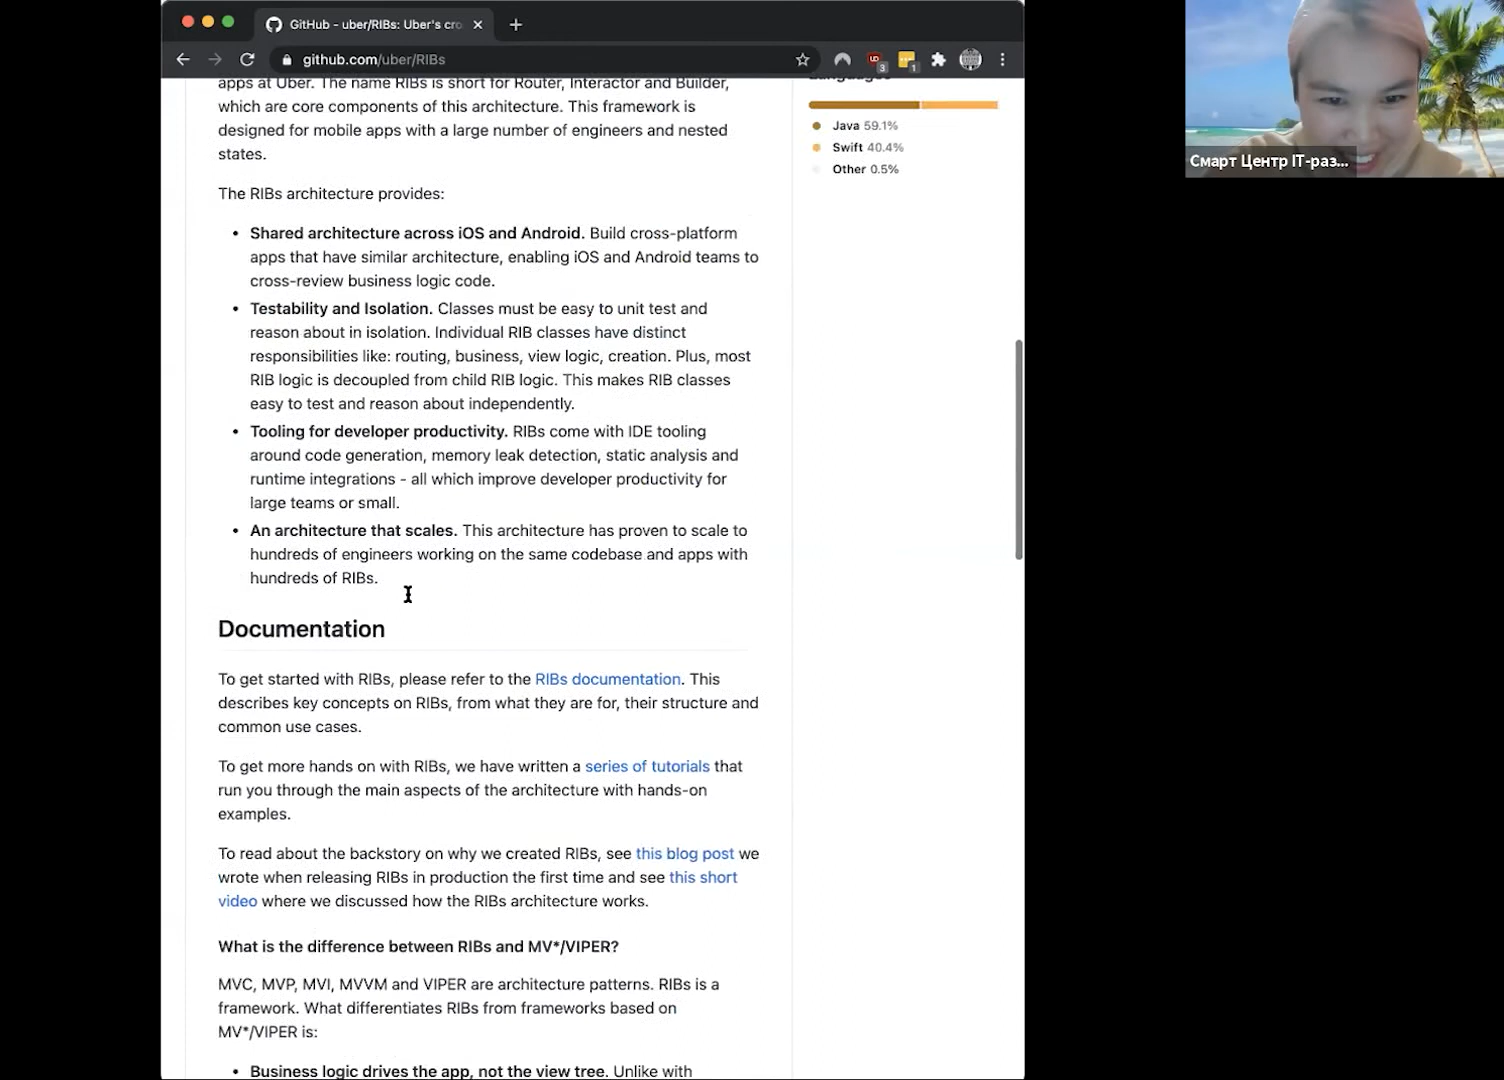 GitHub - uber/RIBs: Uber's cro
github.com/uber/RIBs
3
1
apps at Uber. The name RIBs is short for Router, Interactor and Builder,
which are core components of this architecture. This framework is
designed for mobile apps with a large number of engineers and nested
states.
The RIBs architecture provides:
• Shared architecture across iOS and Android. Build cross-platform
apps that have similar architecture, enabling iOS and Android teams to
cross-review business logic code.
• Testability and Isolation. Classes must be easy to unit test and
reason about in isolation. Individual RIB classes have distinct
responsibilities like: routing, business, view logic, creation. Plus, most
RIB logic is decoupled from child RIB logic. This makes RIB classes
easy to test and reason about independently.
• Tooling for developer productivity. RIBs come with IDE tooling
around code generation, memory leak detection, static analysis and
runtime integrations - all which improve developer productivity for
large teams or small.
• An architecture that scales. This architecture has proven to scale to
hundreds of engineers working on the same codebase and apps with
hundreds of RIBs.
Documentation
To get started with RIBs, please refer to the RIBs documentation. This
describes key concepts on RIBs, from what they are for, their structure and
common use cases.
To get more hands on with RIBs, we have written a series of tutorials that
run you through the main aspects of the architecture with hands-on
examples.
To read about the backstory on why we created RIBs, see this blog post we
wrote when releasing RIBs in production the first time and see this short
video where we discussed how the RIBs architecture works.
What is the difference between RIBs and MV*/VIPER?
MVC, MVP, MVI, MVVM and VIPER are architecture patterns. RIBs is a
framework. What differentiates RIBs from frameworks based on
MV*/VIPER is:
• Business logic drives the app, not the view tree. Unlike with
Languages
Java 59.1%
Swift 40.4%
Other 0.5%
Смарт Центр IT-раз...